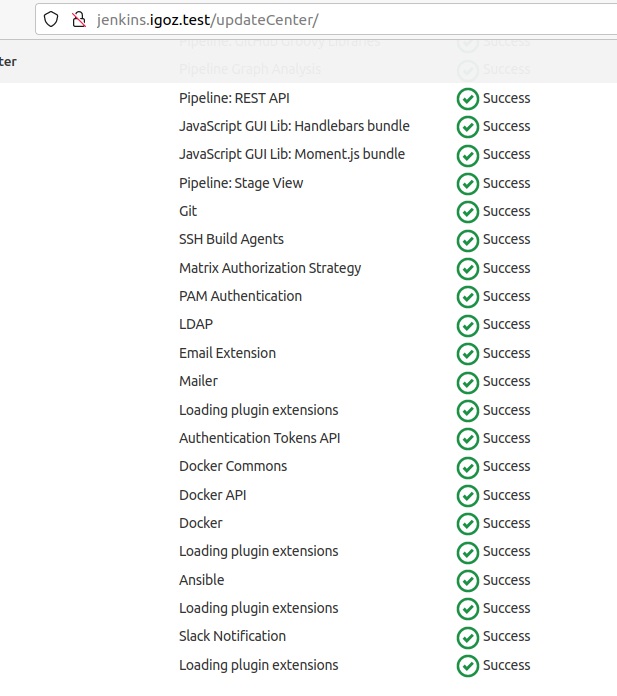 jenkins.igoz.test/updateCenter/
Pipeline: GitHub Groovy Libraries
ter
Pipeline Graph Analysis Success
Pipeline: REST API Success
JavaScript GUI Lib: Handlebars bundle Success
JavaScript GUI Lib: Moment.js bundle Success
Pipeline: Stage View Success
Git Success
SSH Build Agents Success
Matrix Authorization Strategy Success
PAM Authentication Success
LDAP Success
Email Extension Success
Mailer Success
Loading plugin extensions Success
Authentication Tokens API Success
Docker Commons Success
Docker API Success
Docker Success
Loading plugin extensions Success
Ansible Success
Loading plugin extensions Success
Slack Notification Success
Loading plugin extensions Success